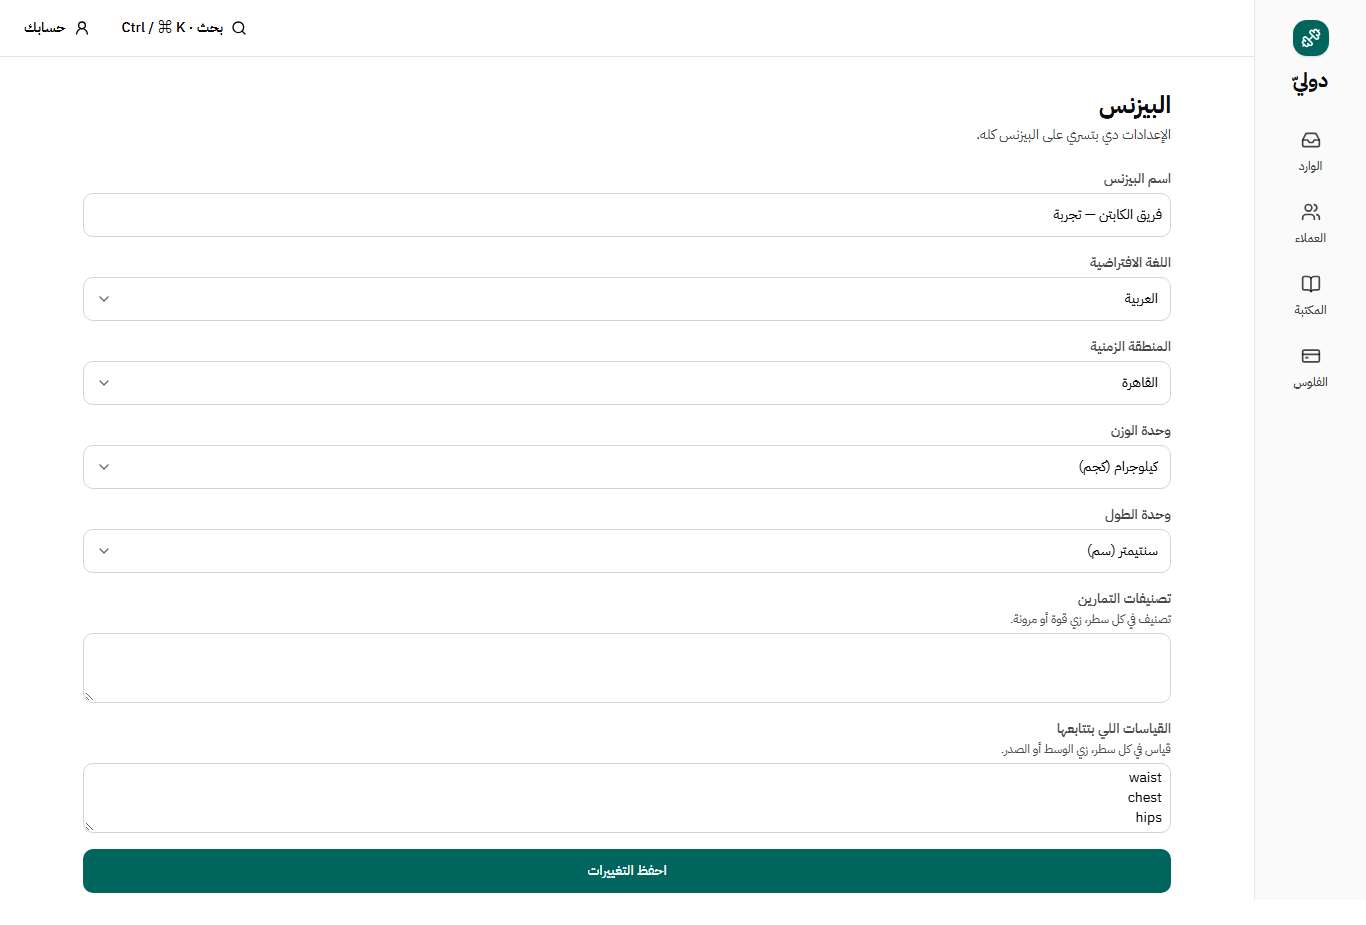 دوليّ
الوارد
العملاء
المكتبة
الفلوس
بحث · Ctrl / ⌘ K
حسابك
البيزنس
الإعدادات دي بتسري على البيزنس كله.
اسم البيزنس
فريق الكابتن — تجربة
اللغة الافتراضية
العربية
المنطقة الزمنية
القاهرة
وحدة الوزن
كيلوجرام (كجم)
وحدة الطول
سنتيمتر (سم)
تصنيفات التمارين
تصنيف في كل سطر، زي قوة أو مرونة.
القياسات اللي بتتابعها
قياس في كل سطر، زي الوسط أو الصدر.
waist
chest
hips
احفظ التغييرات